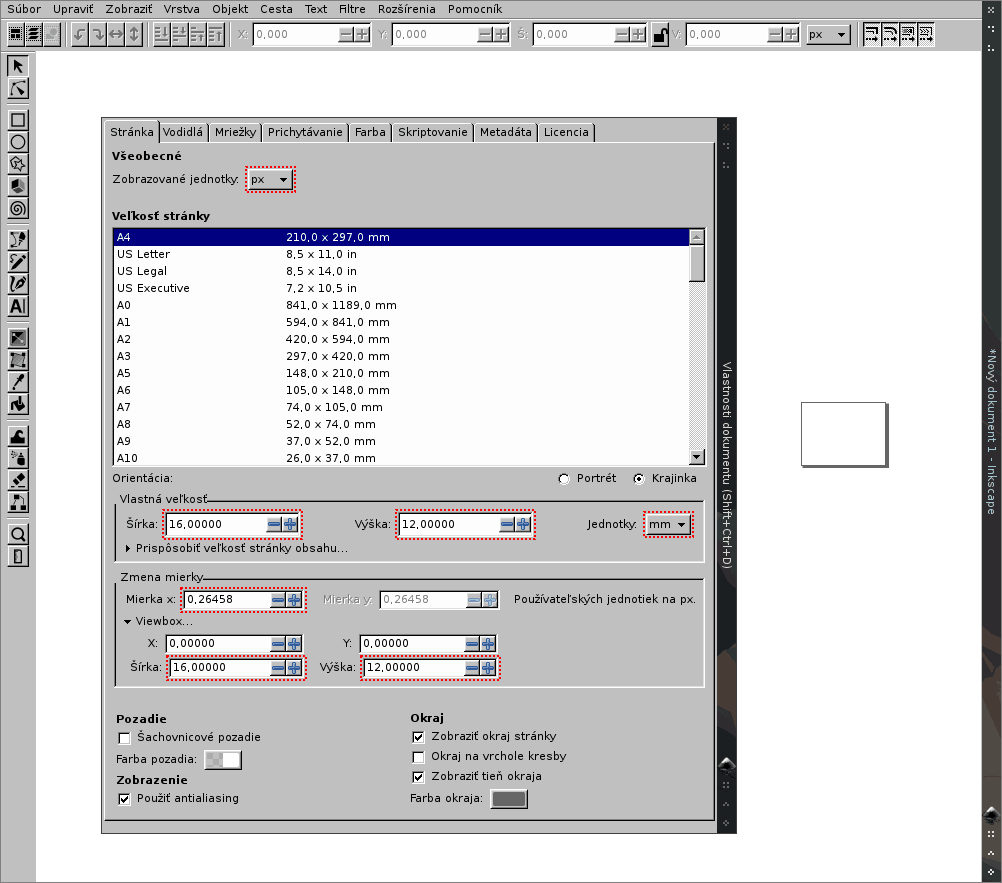 Súbor Upraviť Zobraziť Vrstva Objekt Cesta Text Filtre Rozšírenia Pomocník
X: 0,000 Y: 0,000 Š: 0,000 V: 0,000 px
Stránka Vodidlá Mriežky Prichytávanie Farba Skriptovanie Metadáta Licencia
Všeobecné
Zobrazované jednotky: px
Veľkosť stránky
A4 210,0 x 297,0 mm
US Letter 8,5 x 11,0 in
US Legal 8,5 x 14,0 in
US Executive 7,2 x 10,5 in
A0 841,0 x 1189,0 mm
A1 594,0 x 841,0 mm
A2 420,0 x 594,0 mm
A3 297,0 x 420,0 mm
A5 148,0 x 210,0 mm
A6 105,0 x 148,0 mm
A7 74,0 x 105,0 mm
A8 52,0 x 74,0 mm
A9 37,0 x 52,0 mm
A10 26,0 x 37,0 mm
Orientácia: Portrét Krajinka
Vlastná veľkosť
Šírka: 16,00000 Výška: 12,00000 Jednotky: mm
Prispôsobiť veľkosť stránky obsahu...
Zmena mierky
Mierka x: 0,26458 Mierka y: 0,26458 Používateľských jednotiek na px.
Viewbox...
X: 0,00000 Y: 0,00000
Šírka: 16,00000 Výška: 12,00000
Pozadie
Šachovnicové pozadie
Farba pozadia:
Zobrazenie
Použiť antialiasing
Okraj
Zobraziť okraj stránky
Okraj na vrchole kresby
Zobraziť tieň okraja
Farba okraja:
Vlastnosti dokumentu (Shift+Ctrl+D)
*Nový dokument 1 - Inkscape